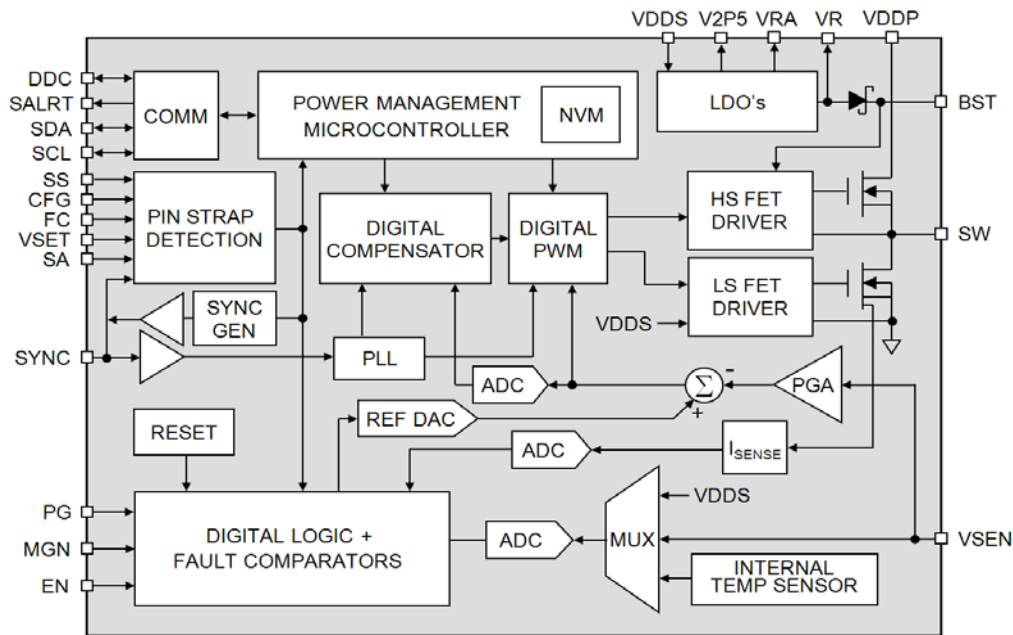 VDDS V2P5 VRA VR VDDP
DDC
SALRT
SDA
SCL
COMM
POWER MANAGEMENT
MICROCONTROLLER
NVM
LDO's
BST
SS
CFG
FC
VSET
SA
PIN STRAP
DETECTION
DIGITAL
COMPENSATOR
DIGITAL
PWM
HS FET
DRIVER
SW
LS FET
DRIVER
VDDS
SYNC
GEN
SYNC
PLL
ADC
Σ
-
+
PGA
REF DAC
RESET
ADC
ISENSE
PG
MGN
EN
DIGITAL LOGIC +
FAULT COMPARATORS
ADC
MUX
VDDS
VSEN
INTERNAL
TEMP SENSOR